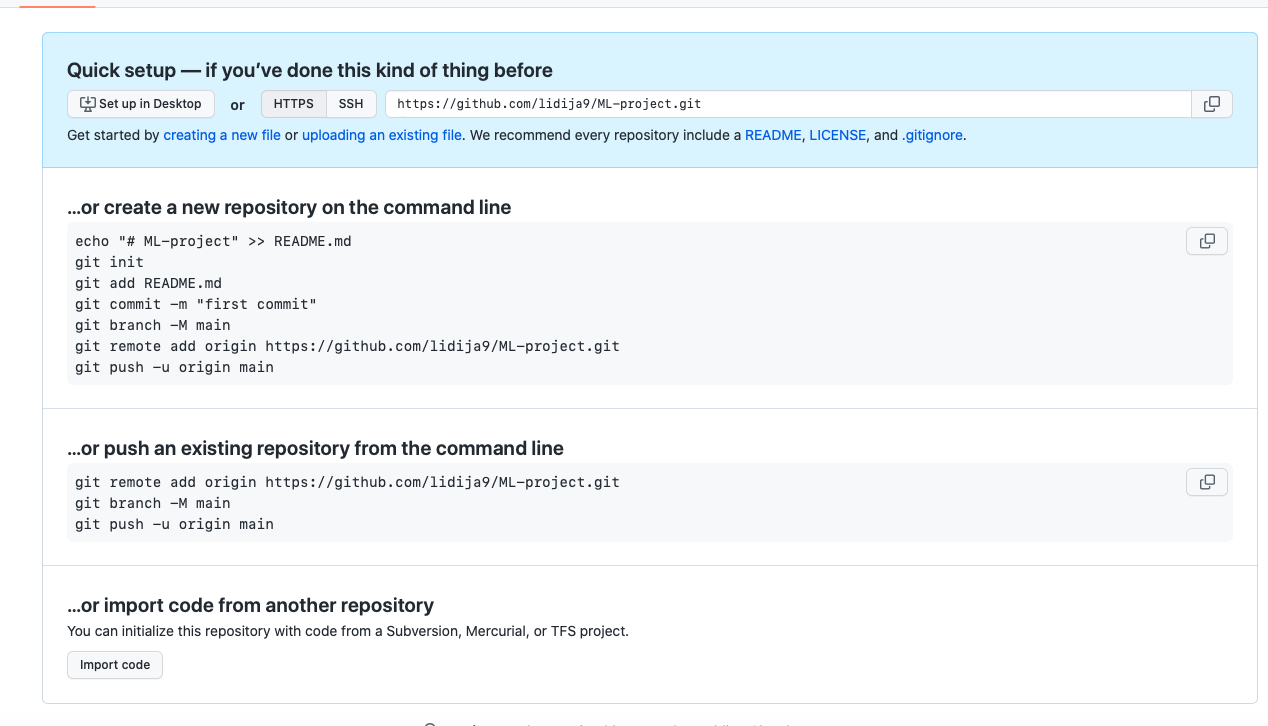 Quick setup — if you’ve done this kind of thing before
Set up in Desktop or HTTPS SSH https://github.com/lidija9/ML-project.git
Get started by creating a new file or uploading an existing file. We recommend every repository include a README, LICENSE, and .gitignore.
…or create a new repository on the command line
echo "# ML-project" >> README.md
git init
git add README.md
git commit -m "first commit"
git branch -M main
git remote add origin https://github.com/lidija9/ML-project.git
git push -u origin main
…or push an existing repository from the command line
git remote add origin https://github.com/lidija9/ML-project.git
git branch -M main
git push -u origin main
…or import code from another repository
You can initialize this repository with code from a Subversion, Mercurial, or TFS project.
Import code